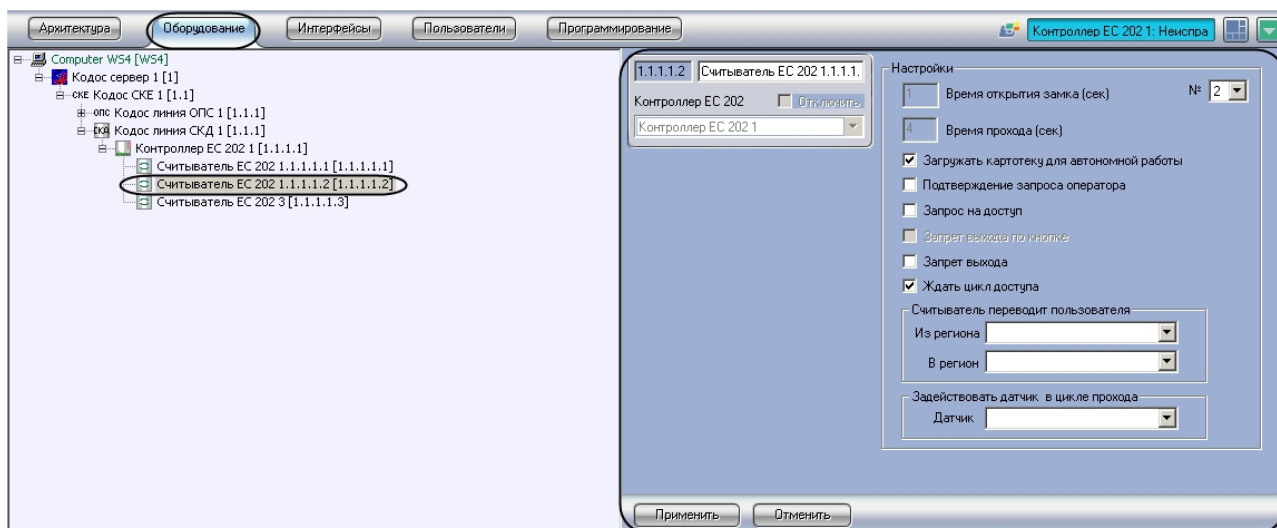 Архитектура Оборудование Интерфейсы Пользователи Программирование Контроллер ЕС 202 1: Неиспра
Computer WS4 [WS4]
Кодос сервер 1 [1]
СКЕ Кодос СКЕ 1 [1.1]
опс Кодос линия ОПС 1 [1.1.1]
скд Кодос линия СКД 1 [1.1.1]
Контроллер ЕС 202 1 [1.1.1.1]
Считыватель ЕС 202 1.1.1.1.1 [1.1.1.1.1]
Считыватель ЕС 202 1.1.1.1.2 [1.1.1.1.2]
Считыватель ЕС 202 3 [1.1.1.1.3]
1.1.1.1.2 Считыватель ЕС 202 1.1.1.1.
Контроллер ЕС 202 Отключить
Контроллер ЕС 202 1
Настройки
1 Время открытия замка (сек) № 2
4 Время прохода (сек)
Загружать картотеку для автономной работы
Подтверждение запроса оператора
Запрос на доступ
Запрет выхода по кнопке
Запрет выхода
Ждать цикл доступа
Считыватель переводит пользователя
Из региона
В регион
Задействовать датчик в цикле прохода
Датчик
Применить Отменить